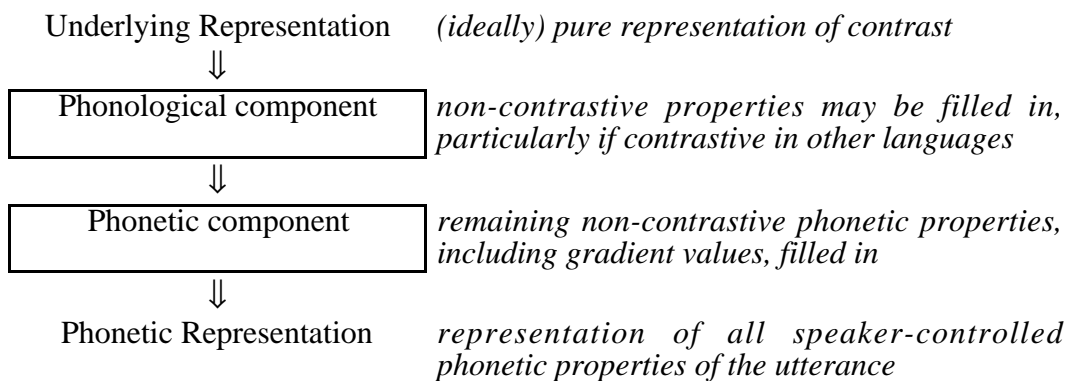 Underlying Representation (ideally) pure representation of contrast
⇓
Phonological component non-contrastive properties may be filled in,
particularly if contrastive in other languages
⇓
Phonetic component remaining non-contrastive phonetic properties,
including gradient values, filled in
⇓
Phonetic Representation representation of all speaker-controlled
phonetic properties of the utterance